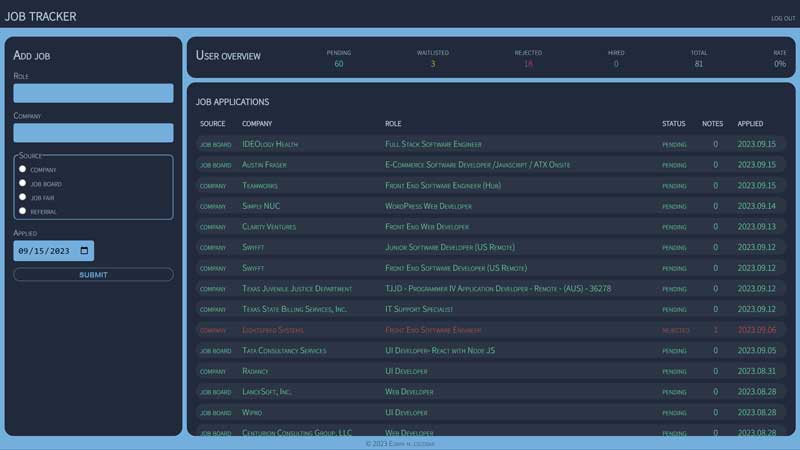 JOB TRACKER
LOG OUT
ADD JOB
ROLE
COMPANY
SOURCE
COMPANY
JOB BOARD
JOB FAIR
REFERRAL
APPLIED
09/15/2023
SUBMIT
USER OVERVIEW
PENDING WAITLISTED REJECTED HIRED TOTAL RATE
60 3 18 0 81 0%
JOB APPLICATIONS
SOURCE COMPANY ROLE STATUS NOTES APPLIED
JOB BOARD IDEOLOGY HEALTH FULL STACK SOFTWARE ENGINEER PENDING 0 2023.09.15
JOB BOARD AUSTIN FRASER E-COMMERCE SOFTWARE DEVELOPER /JAVASCRIPT / ATX ONSITE PENDING 0 2023.09.15
COMPANY TEAMWORKS FRONT END SOFTWARE ENGINEER (HUB) PENDING 0 2023.09.15
COMPANY SIMPLY NUC WORDPRESS WEB DEVELOPER PENDING 0 2023.09.14
COMPANY CLARITY VENTURES FRONT END WEB DEVELOPER PENDING 0 2023.09.13
COMPANY SWYFFT JUNIOR SOFTWARE DEVELOPER (US REMOTE) PENDING 0 2023.09.12
COMPANY SWYFFT FRONT END SOFTWARE DEVELOPER (US REMOTE) PENDING 0 2023.09.12
COMPANY TEXAS JUVENILE JUSTICE DEPARTMENT TJJD - PROGRAMMER IV APPLICATION DEVELOPER - REMOTE - (AUS) - 36278 PENDING 0 2023.09.12
COMPANY TEXAS STATE BILLING SERVICES, INC. IT SUPPORT SPECIALIST PENDING 0 2023.09.12
COMPANY LIGHTSPEED SYSTEMS FRONT END SOFTWARE ENGINEER REJECTED 1 2023.09.06
JOB BOARD TATA CONSULTANCY SERVICES UI DEVELOPER- REACT WITH NODE JS PENDING 0 2023.09.05
COMPANY RADANCY UI DEVELOPER PENDING 0 2023.08.31
JOB BOARD LANCESOFT, INC. WEB DEVELOPER PENDING 0 2023.08.28
JOB BOARD WIPRO UI DEVELOPER PENDING 0 2023.08.28
JOB BOARD CENTURION CONSULTING GROUP, LLC WEB DEVELOPER PENDING 0 2023.08.28
© 2023